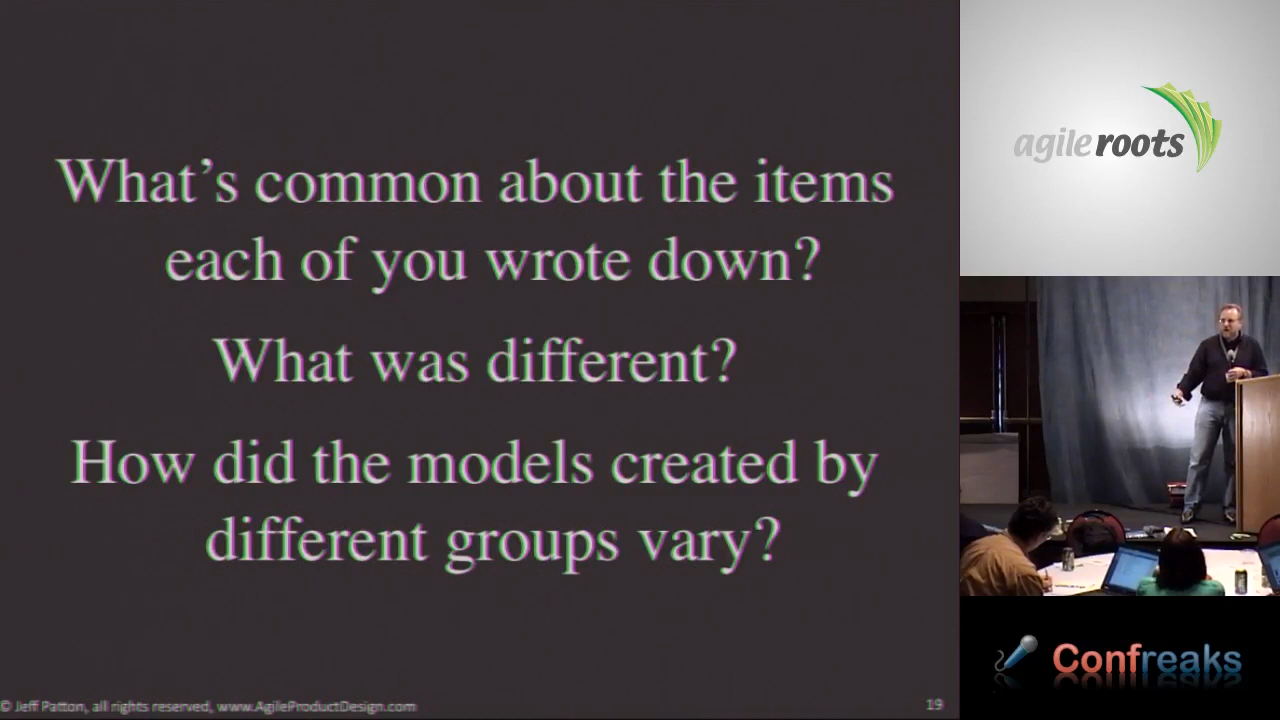 What's common about the items
each of you wrote down?
What was different?
How did the models created by
different groups vary?
© Jeff Patton, all rights reserved, www.AgileProductDesign.com
19
agile roots
Confreaks